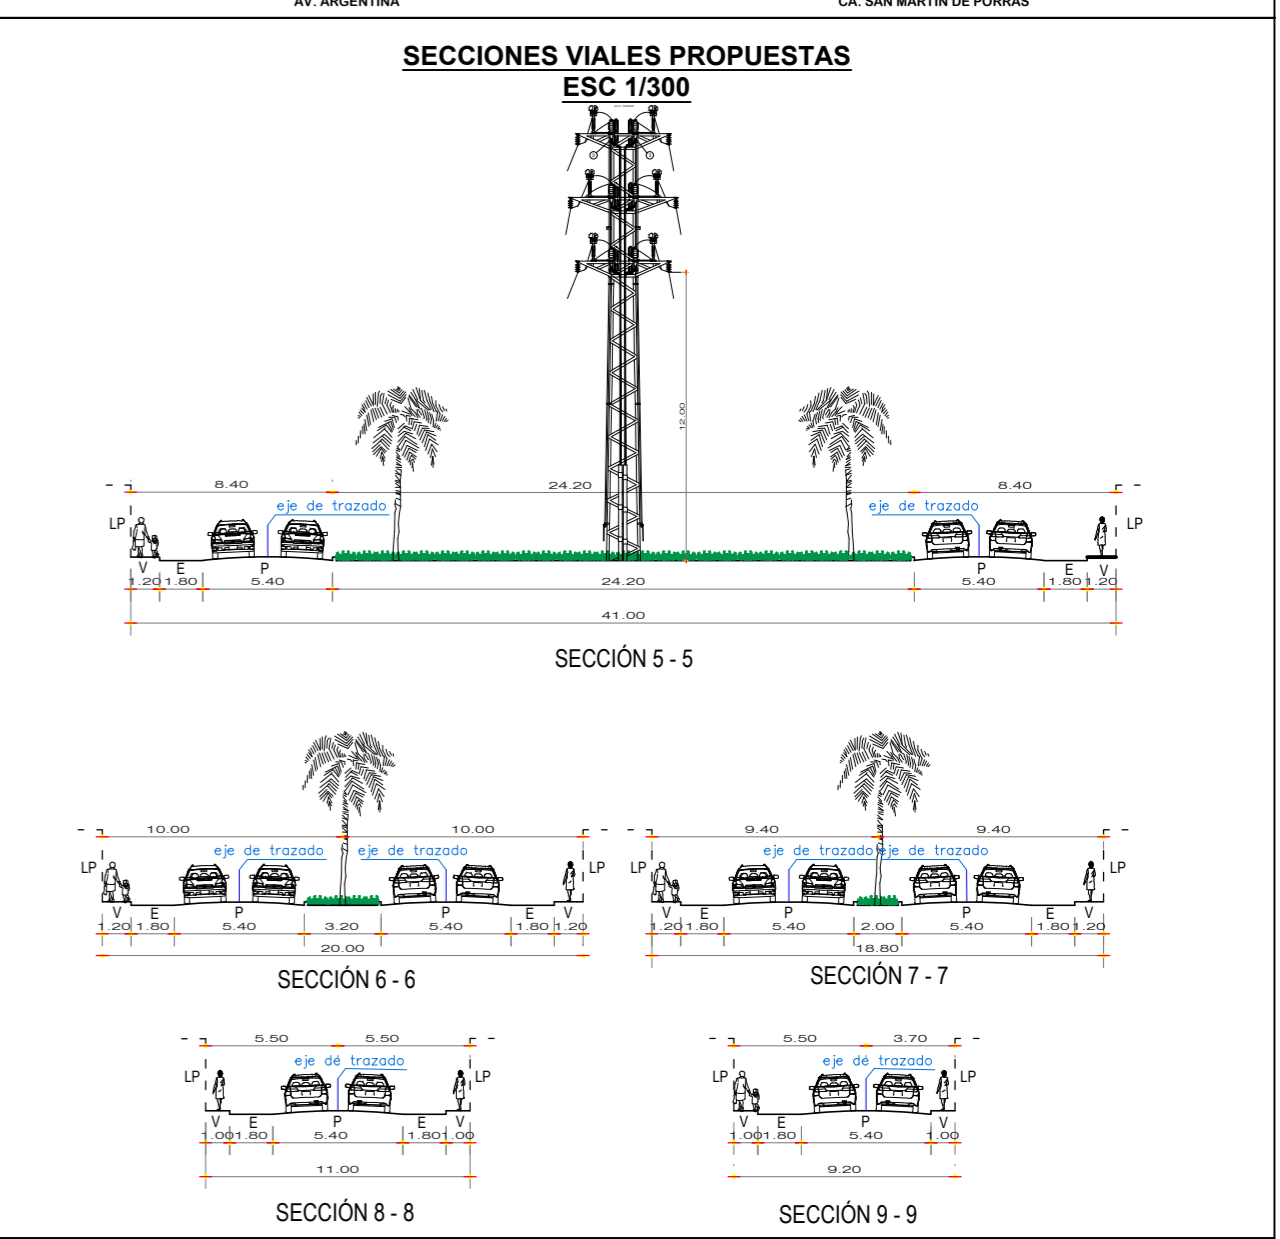 AV. ARGENTINA
CA. SAN MARTIN DE PORRAS
SECCIONES VIALES PROPUESTAS
ESC 1/300
12.00
8.40 24.20 8.40
eje de trazado eje de trazado
LP LP
V E P P E V
1.20 1.80 5.40 24.20 5.40 1.80 1.20
41.00
SECCIÓN 5 - 5
10.00 10.00
eje de trazado eje de trazado
LP LP
V E P P E V
1.20 1.80 5.40 3.20 5.40 1.80 1.20
20.00
SECCIÓN 6 - 6
9.40 9.40
eje de trazado eje de trazado
LP LP
V E P P E V
1.20 1.80 5.40 2.00 5.40 1.80 1.20
18.80
SECCIÓN 7 - 7
5.50 5.50
eje de trazado
LP LP
V E P E V
1.00 1.80 5.40 1.80 1.00
11.00
SECCIÓN 8 - 8
5.50 3.70
eje de trazado
LP LP
V E P V
1.00 1.80 5.40 1.00
9.20
SECCIÓN 9 - 9